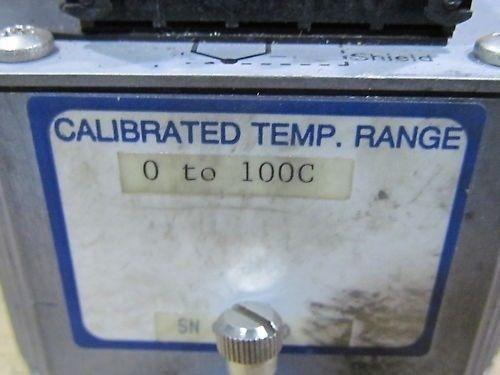 Shield
CALIBRATED TEMP. RANGE
0 to 100C
SN